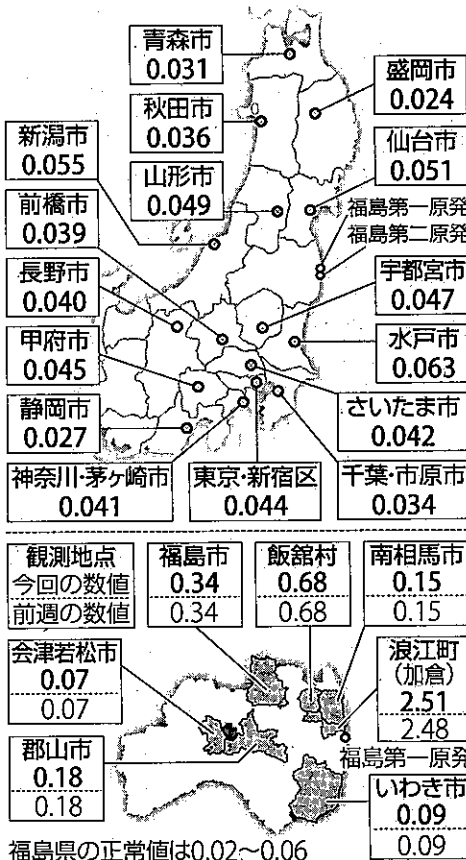 青森市
0.031
盛岡市
0.024
秋田市
0.036
新潟市
0.055
仙台市
0.051
山形市
0.049
前橋市
0.039
福島第一原発
福島第二原発
長野市
0.040
宇都宮市
0.047
甲府市
0.045
水戸市
0.063
静岡市
0.027
さいたま市
0.042
神奈川・茅ヶ崎市
0.041
東京・新宿区
0.044
千葉・市原市
0.034
観測地点
今回の数値
前週の数値
福島市
0.34
0.34
飯舘村
0.68
0.68
南相馬市
0.15
0.15
会津若松市
0.07
0.07
浪江町
(加倉)
2.51
2.48
郡山市
0.18
0.18
福島第一原発
いわき市
0.09
0.09
福島県の正常値は0.02〜0.06